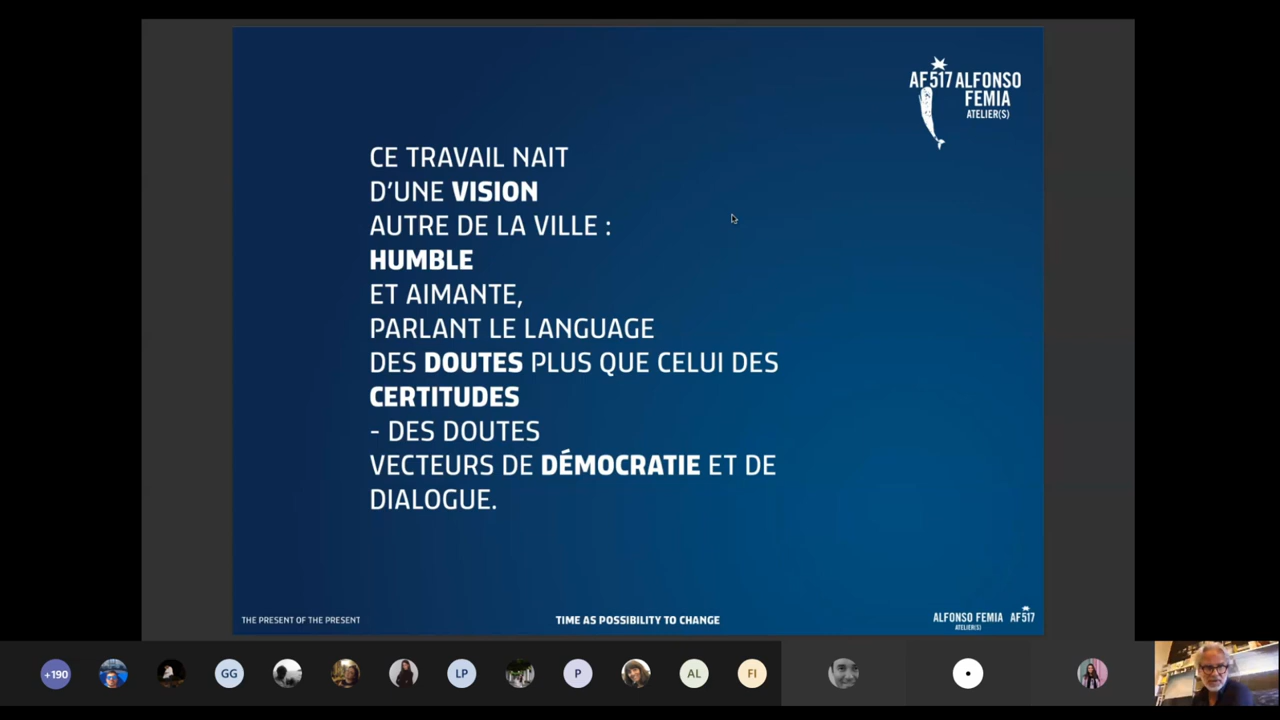 AF517 ALFONSO
FEMIA
ATELIER(S)
CE TRAVAIL NAIT
D'UNE VISION
AUTRE DE LA VILLE :
HUMBLE
ET AIMANTE,
PARLANT LE LANGUAGE
DES DOUTES PLUS QUE CELUI DES
CERTITUDES
- DES DOUTES
VECTEURS DE DÉMOCRATIE ET DE
DIALOGUE.
THE PRESENT OF THE PRESENT
TIME AS POSSIBILITY TO CHANGE
ALFONSO FEMIA AF517
ATELIER(S)
+190
GG
LP
P
AL
FI